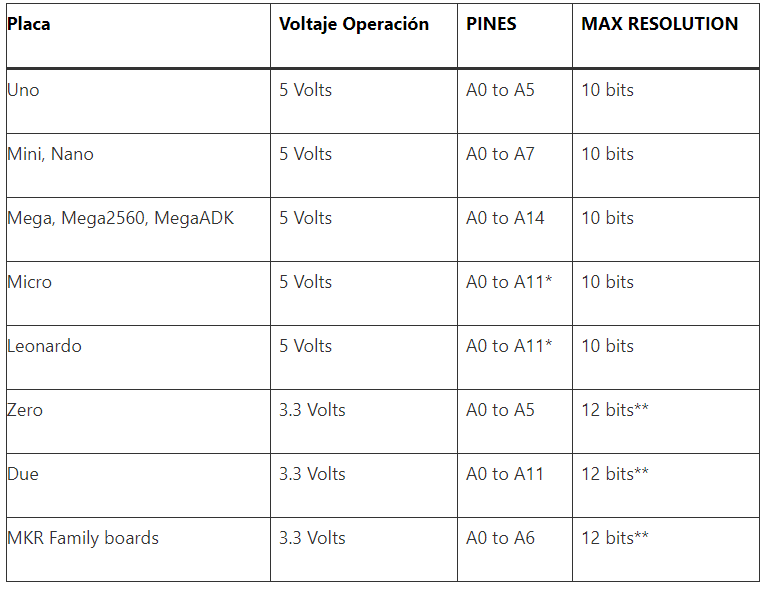 Placa Voltaje Operación PINES MAX RESOLUTION
Uno 5 Volts A0 to A5 10 bits
Mini, Nano 5 Volts A0 to A7 10 bits
Mega, Mega2560, MegaADK 5 Volts A0 to A14 10 bits
Micro 5 Volts A0 to A11* 10 bits
Leonardo 5 Volts A0 to A11* 10 bits
Zero 3.3 Volts A0 to A5 12 bits**
Due 3.3 Volts A0 to A11 12 bits**
MKR Family boards 3.3 Volts A0 to A6 12 bits**